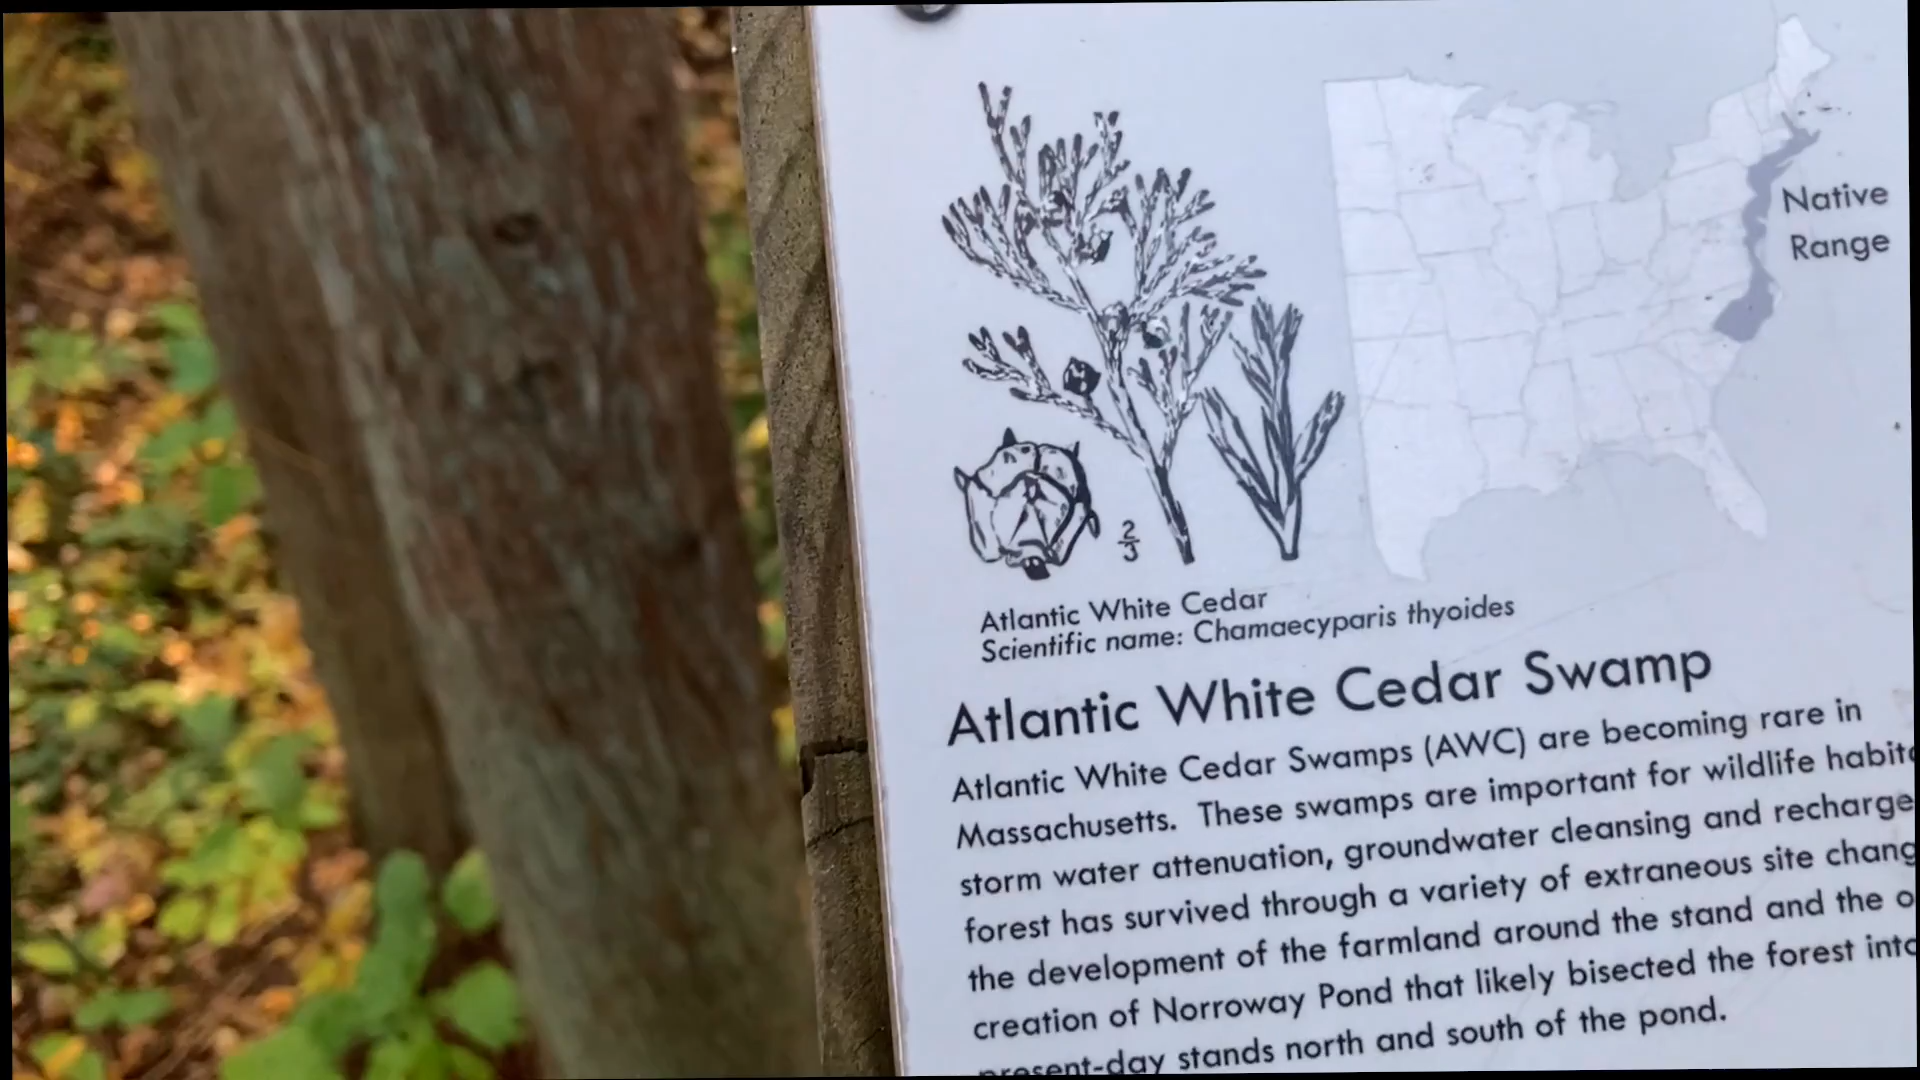 Native
Range
2
3
Atlantic White Cedar
Scientific name: Chamaecyparis thyoides
Atlantic White Cedar Swamp
Atlantic White Cedar Swamps (AWC) are becoming rare in
Massachusetts. These swamps are important for wildlife
storm water attenuation, groundwater cleansing and recharge
forest has survived through a variety of extraneous site
the development of the farmland around the stand and the
creation of Norroway Pond that likely bisected the forest
present-day stands north and south of the pond.